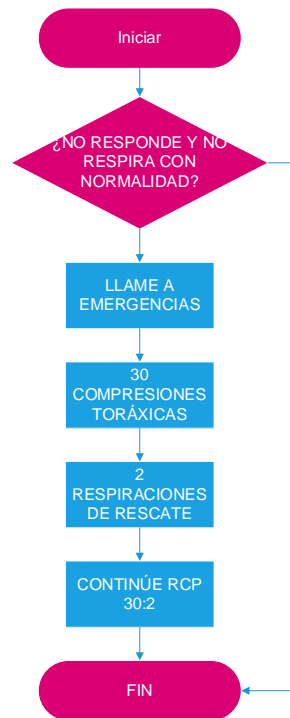 Iniciar
¿NO RESPONDE Y NO
RESPIRA CON
NORMALIDAD?
LLAME A
EMERGENCIAS
30
COMPRESIONES
TORÁXICAS
2
RESPIRACIONES
DE RESCATE
CONTINÚE RCP
30:2
FIN